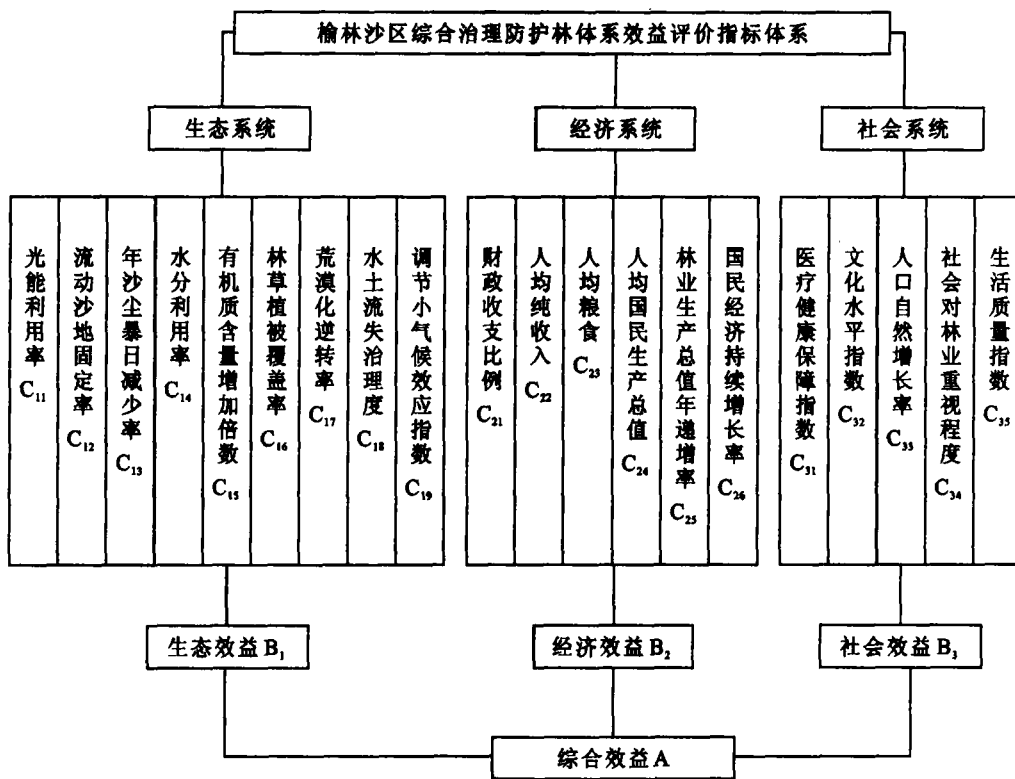 榆林沙区综合治理防护林体系效益评价指标体系
生态系统
经济系统
社会系统
光能利用率 C₁₁
流动沙地固定率 C₁₂
年沙尘暴日减少率 C₁₃
水分利用率 C₁₄
有机质含量增加倍数 C₁₅
林草植被覆盖率 C₁₆
荒漠化逆转率 C₁₇
水土流失治理度 C₁₈
调节小气候效应指数 C₁₉
财政收支比例 C₂₁
人均纯收入 C₂₂
人均粮食 C₂₃
人均国民生产总值 C₂₄
林业生产总值年递增率 C₂₅
国民经济持续增长率 C₂₆
医疗健康保障指数 C₃₁
文化水平指数 C₃₂
人口自然增长率 C₃₃
社会对林业重视程度 C₃₄
生活质量指数 C₃₅
生态效益 B₁
经济效益 B₂
社会效益 B₃
综合效益 A